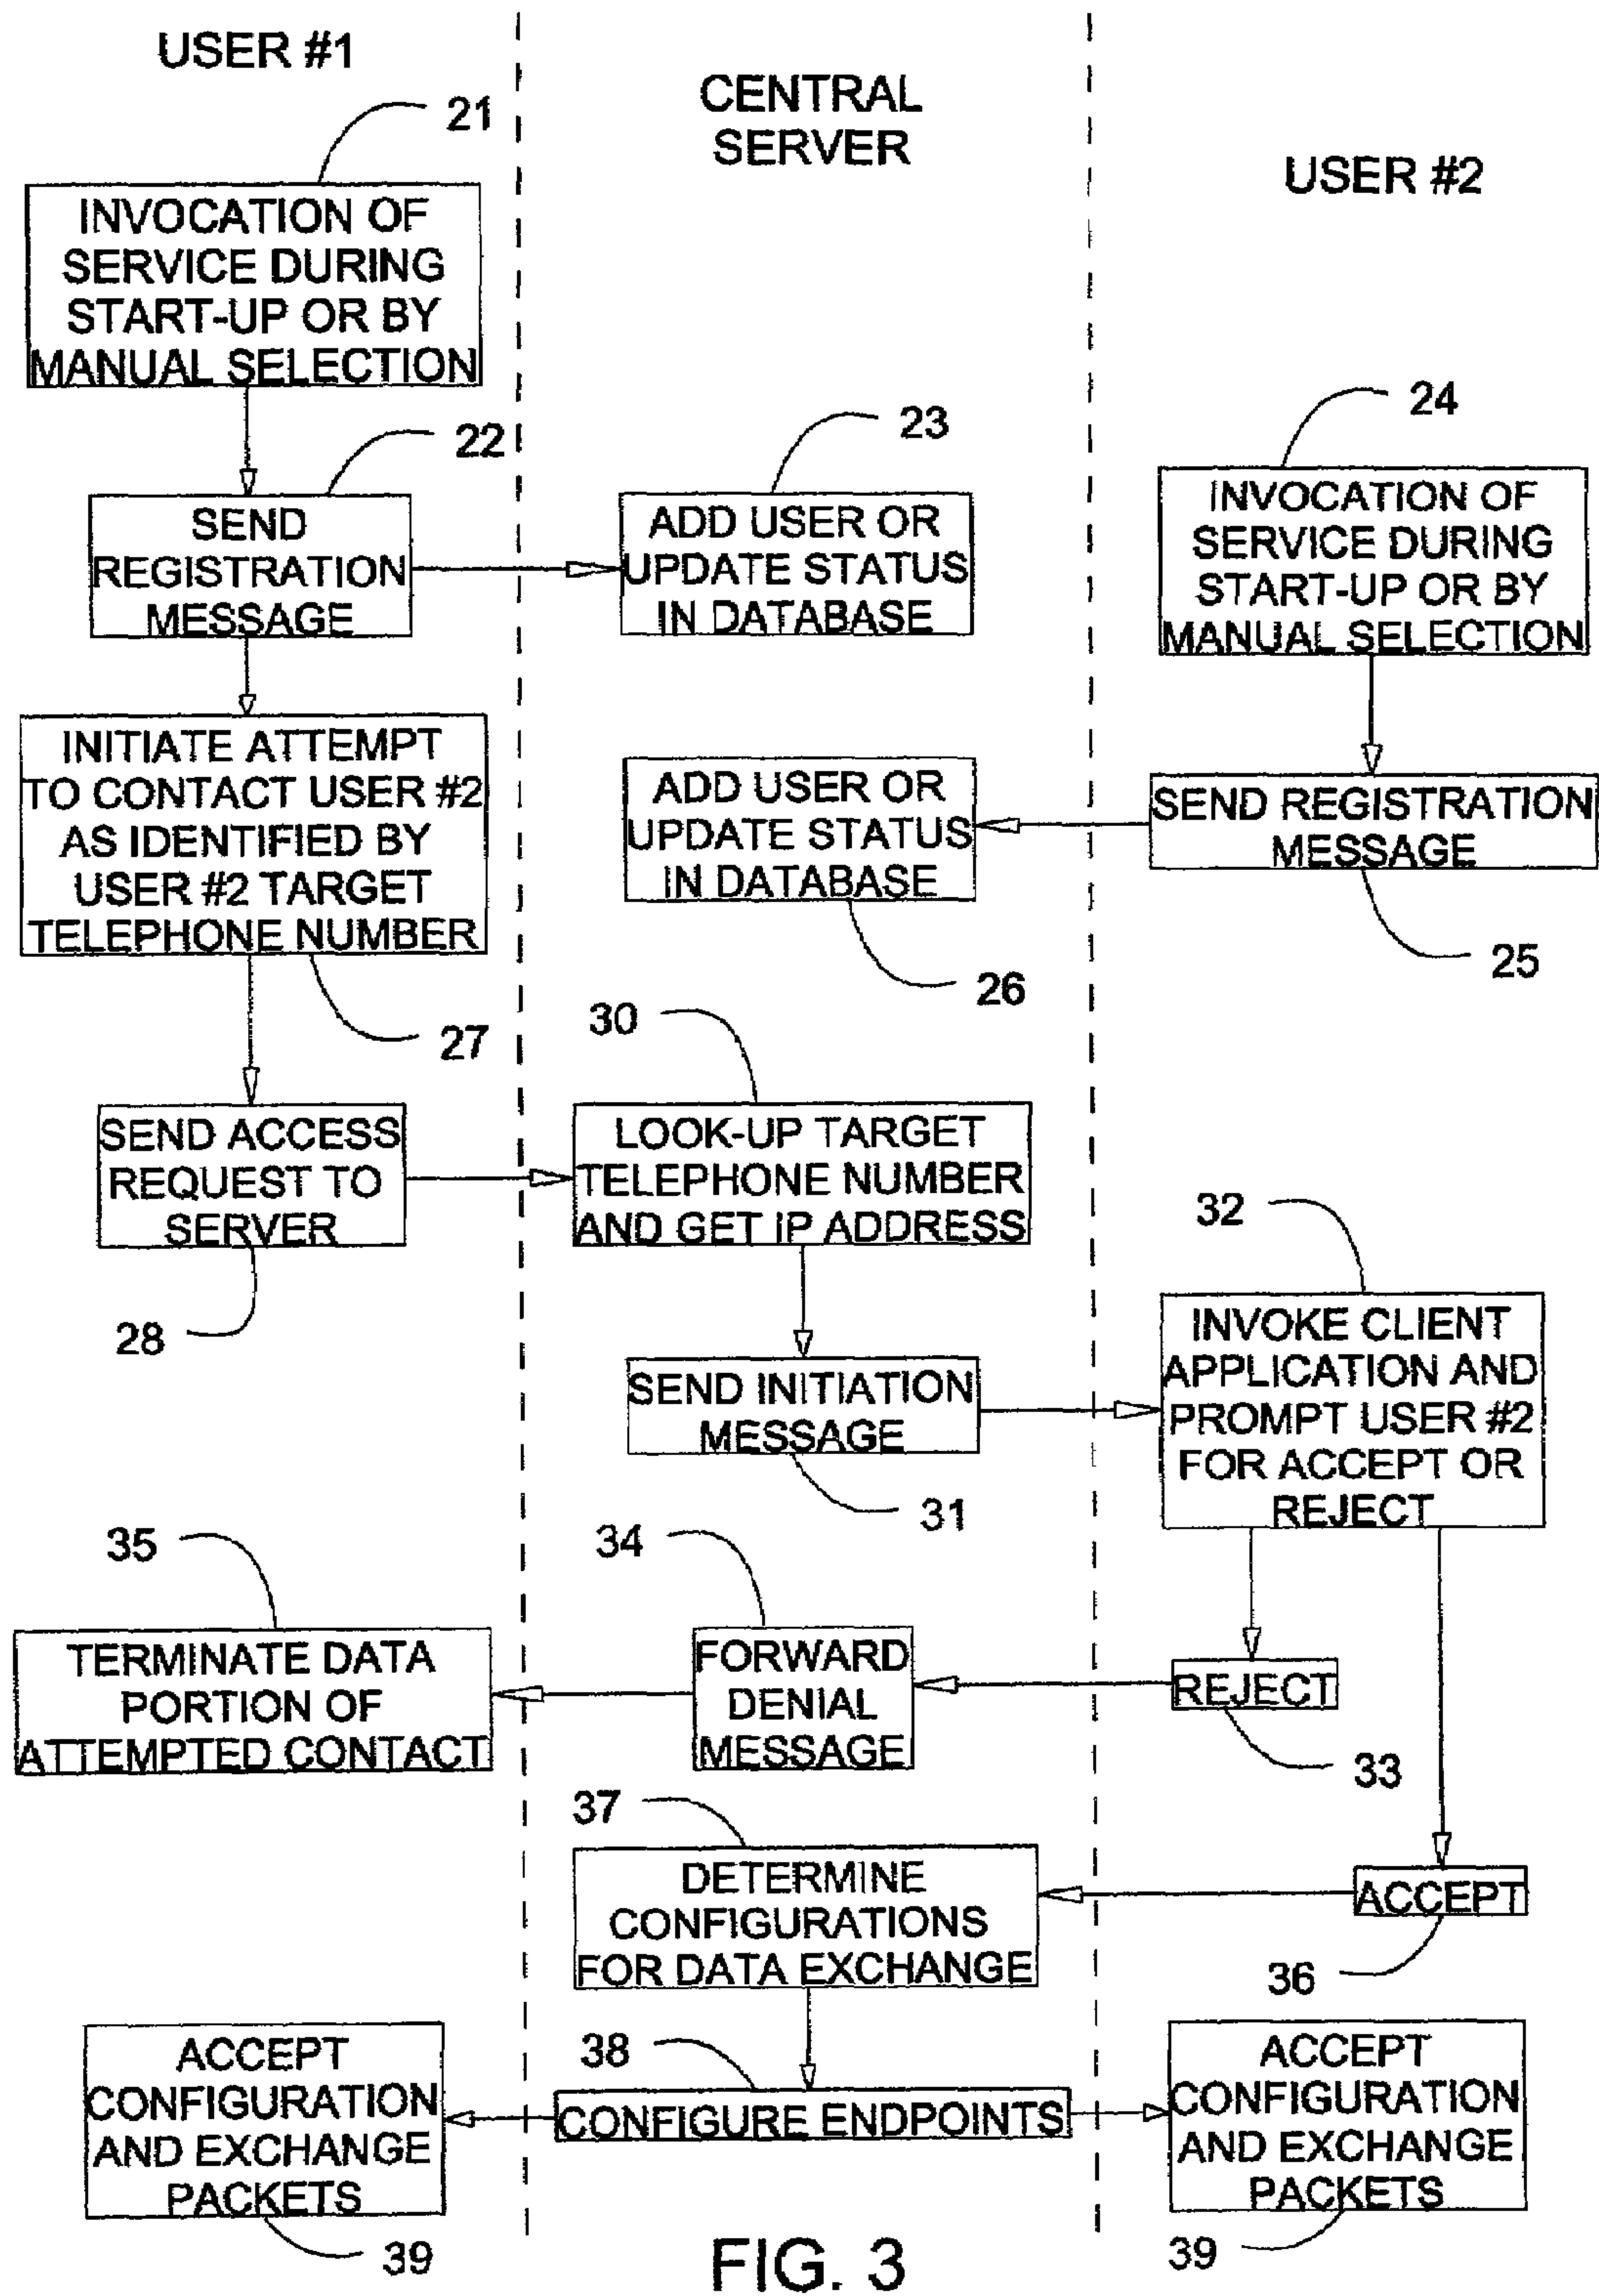 USER #1
CENTRAL
SERVER
USER #2
21
INVOCATION OF
SERVICE DURING
START-UP OR BY
MANUAL SELECTION
22
SEND
REGISTRATION
MESSAGE
23
ADD USER OR
UPDATE STATUS
IN DATABASE
24
INVOCATION OF
SERVICE DURING
START-UP OR BY
MANUAL SELECTION
SEND REGISTRATION
MESSAGE
25
ADD USER OR
UPDATE STATUS
IN DATABASE
26
INITIATE ATTEMPT
TO CONTACT USER #2
AS IDENTIFIED BY
USER #2 TARGET
TELEPHONE NUMBER
27
SEND ACCESS
REQUEST TO
SERVER
28
30
LOOK-UP TARGET
TELEPHONE NUMBER
AND GET IP ADDRESS
SEND INITIATION
MESSAGE
31
32
INVOKE CLIENT
APPLICATION AND
PROMPT USER #2
FOR ACCEPT OR
REJECT
REJECT
33
34
FORWARD
DENIAL
MESSAGE
35
TERMINATE DATA
PORTION OF
ATTEMPTED CONTACT
ACCEPT
36
37
DETERMINE
CONFIGURATIONS
FOR DATA EXCHANGE
38
CONFIGURE ENDPOINTS
ACCEPT
CONFIGURATION
AND EXCHANGE
PACKETS
39
ACCEPT
CONFIGURATION
AND EXCHANGE
PACKETS
39
FIG. 3